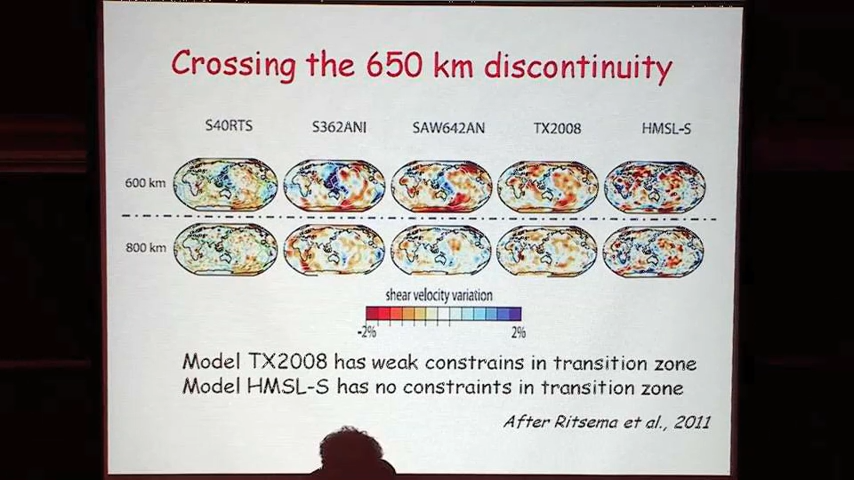 Crossing the 650 km discontinuity
S40RTS S362ANI SAW642AN TX2008 HMSL-S
600 km
800 km
shear velocity variation
-2% 2%
Model TX2008 has weak constrains in transition zone
Model HMSL-S has no constraints in transition zone
After Ritsema et al., 2011